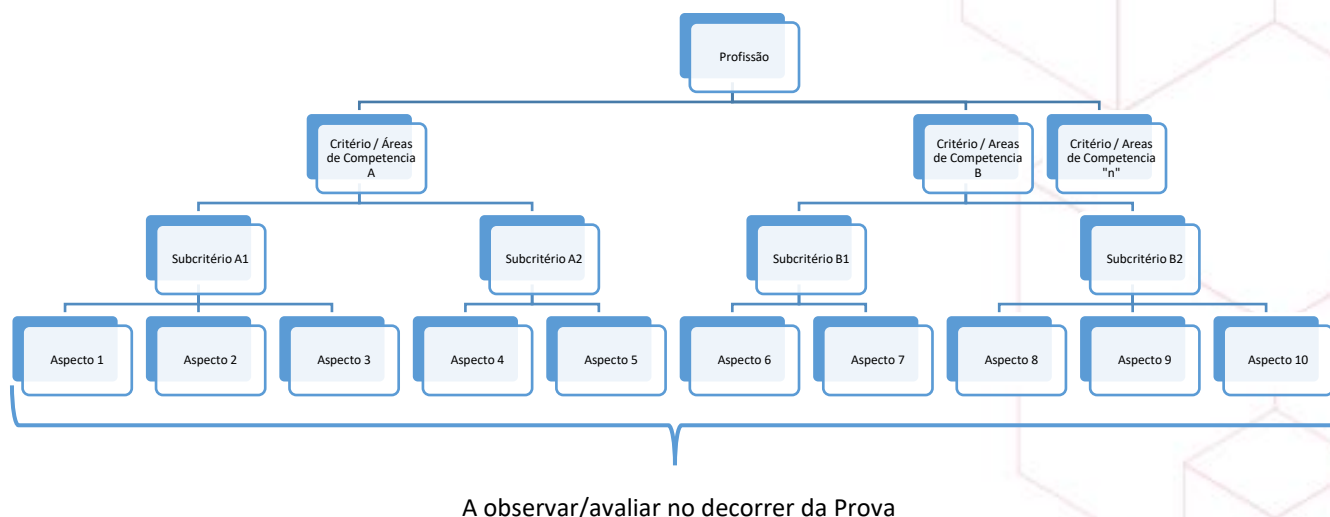 Profissão
Critério / Áreas
de Competencia
A
Critério / Areas
de Competencia
B
Critério / Areas
de Competencia
"n"
Subcritério A1
Subcritério A2
Subcritério B1
Subcritério B2
Aspecto 1
Aspecto 2
Aspecto 3
Aspecto 4
Aspecto 5
Aspecto 6
Aspecto 7
Aspecto 8
Aspecto 9
Aspecto 10
A observar/avaliar no decorrer da Prova